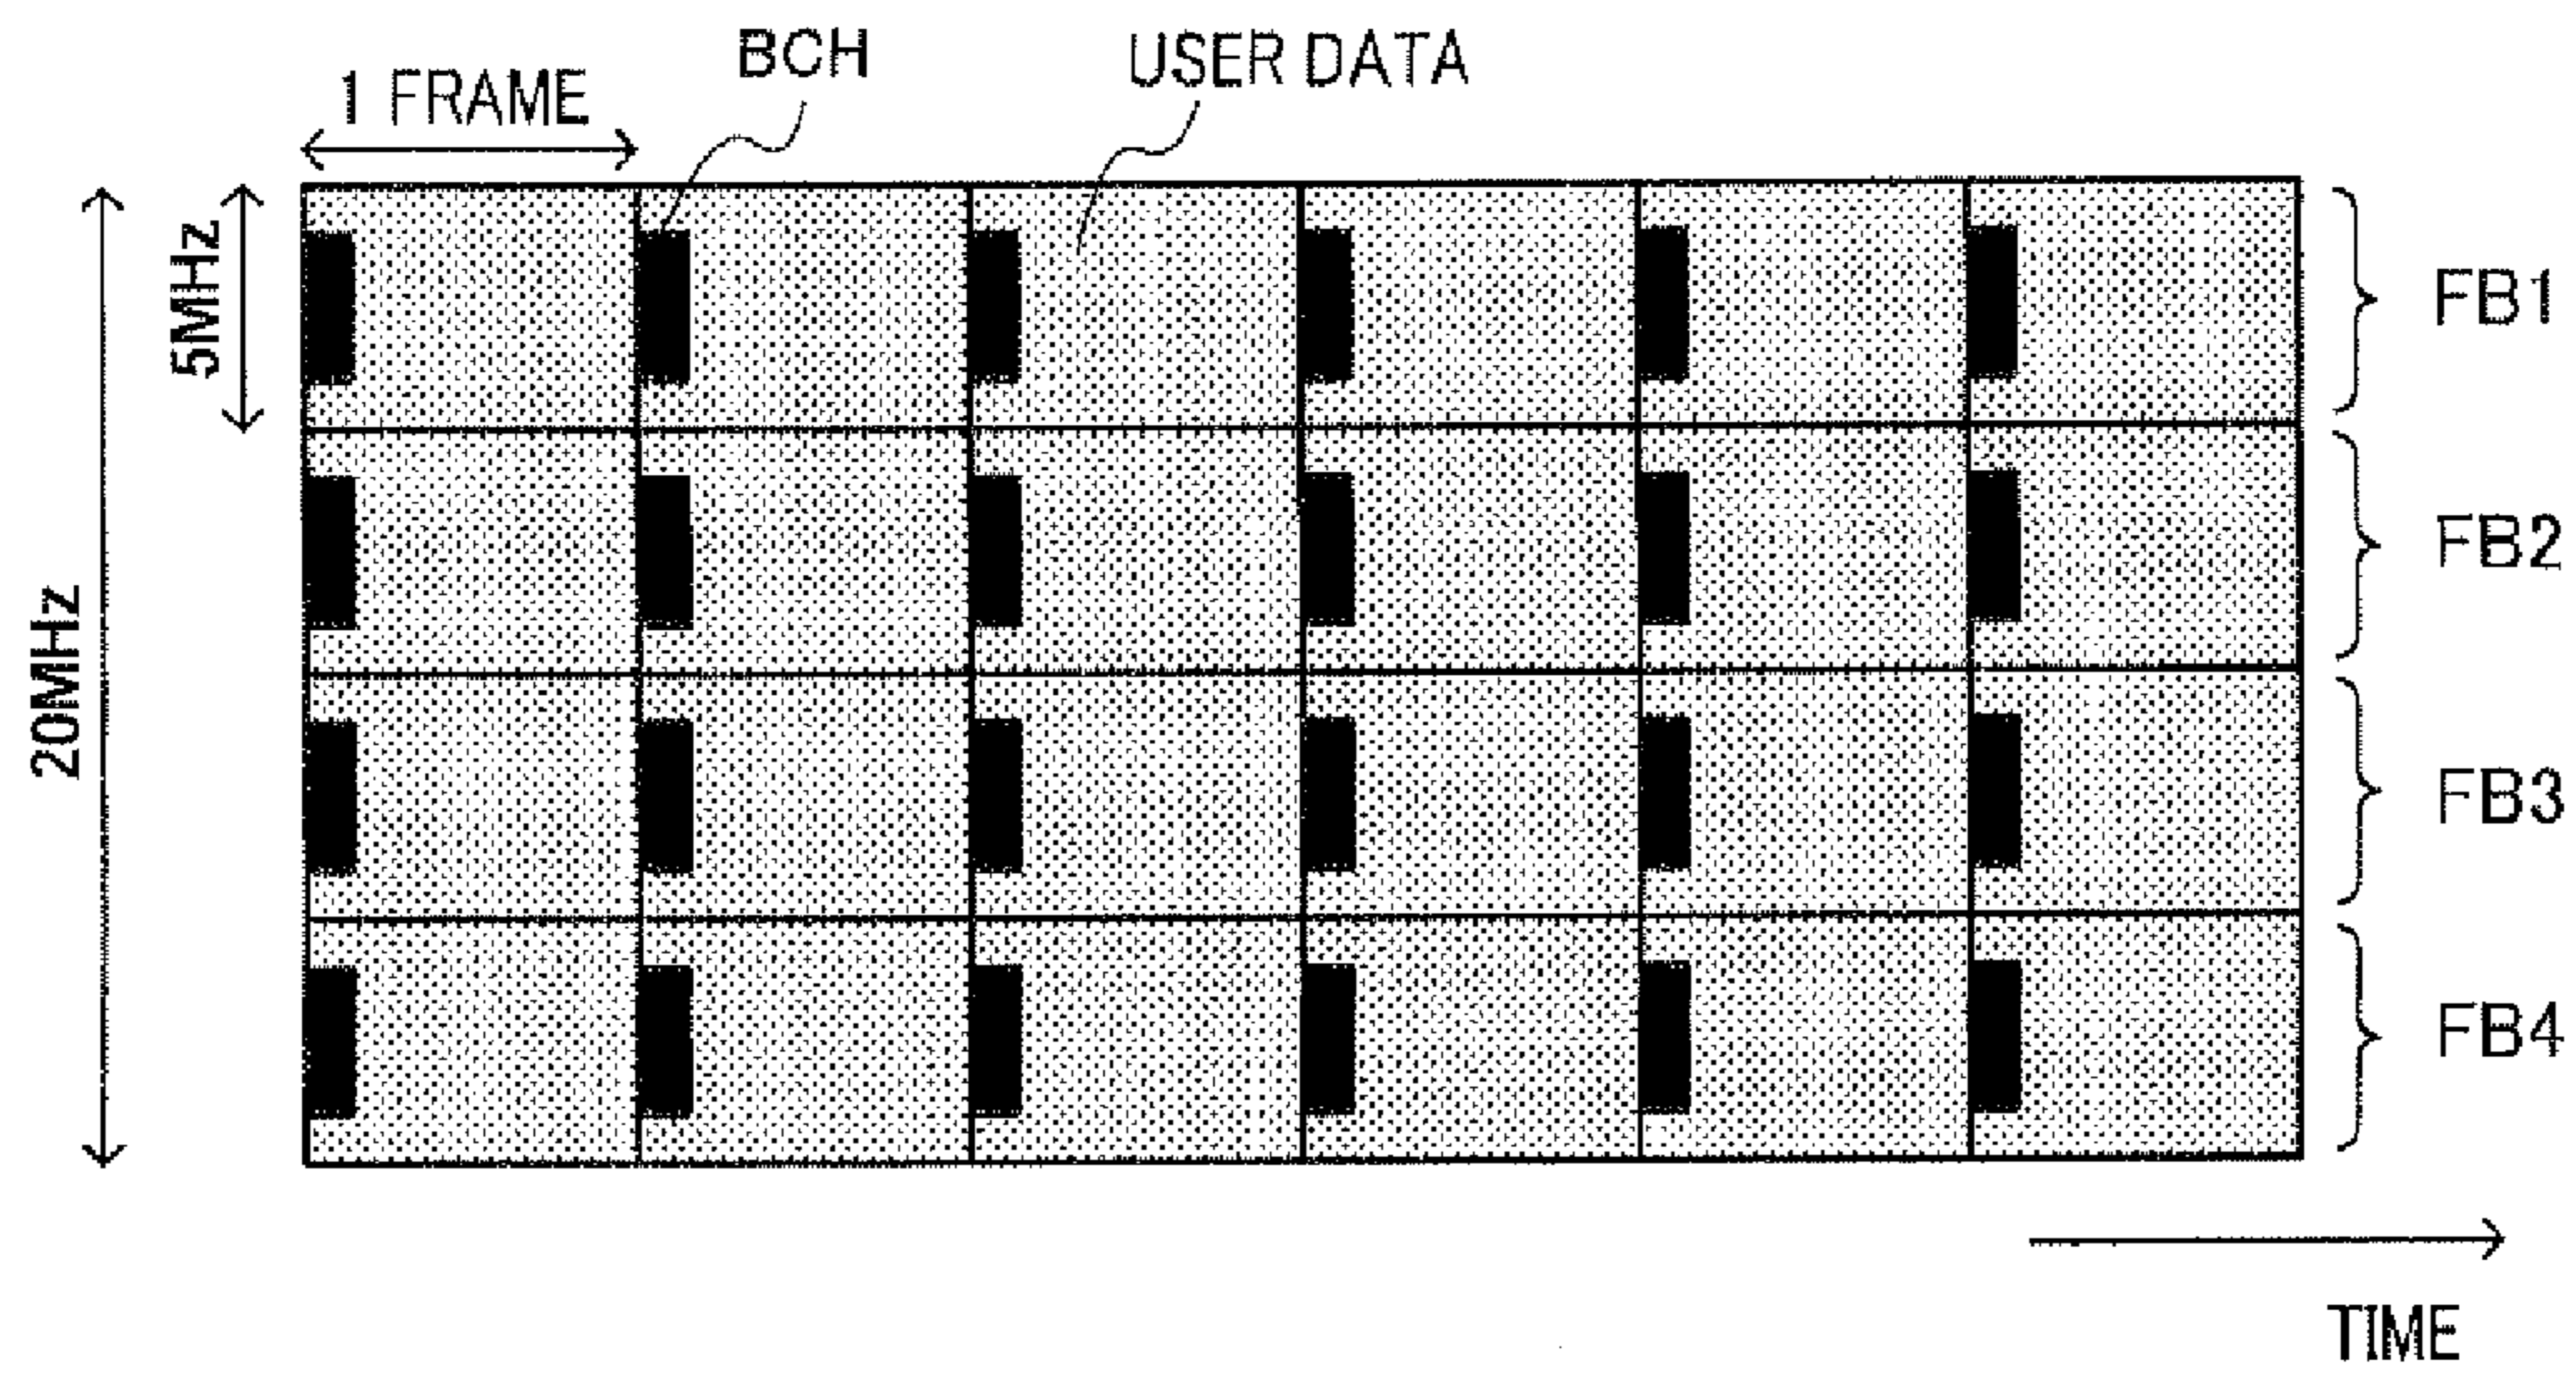 BCH
USER DATA
1 FRAME
5MHz
20MHz
FB1
FB2
FB3
FB4
TIME